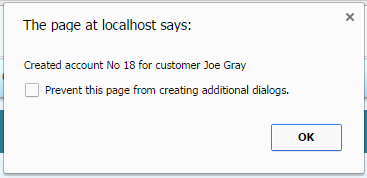 The page at localhost says:
Created account No 18 for customer Joe Gray
Prevent this page from creating additional dialogs.
OK